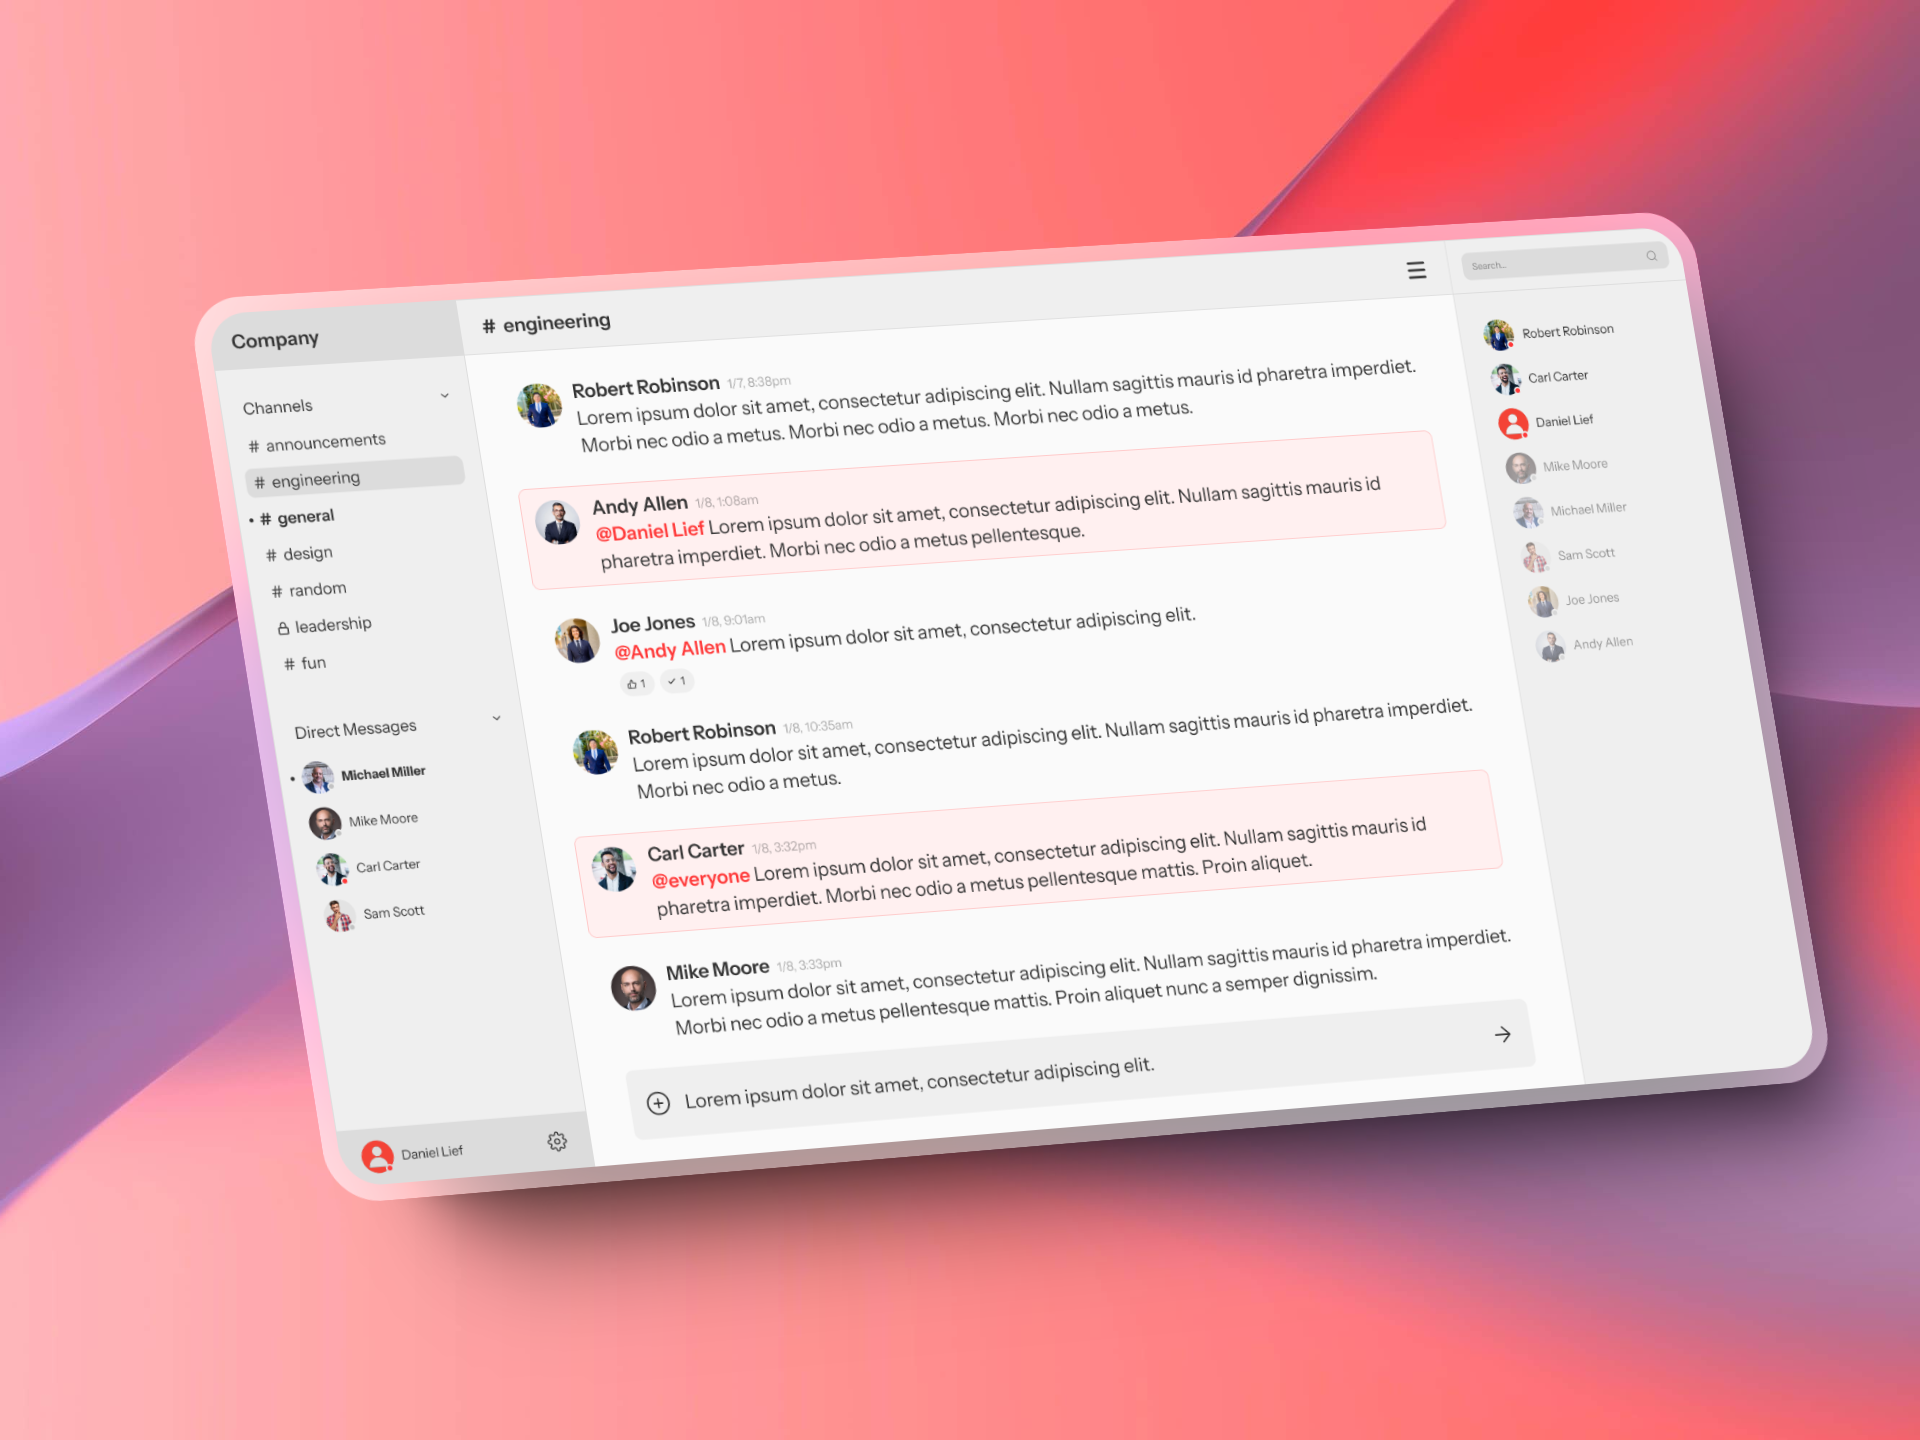 Company
Channels
# announcements
# engineering
# general
# design
# random
leadership
# fun
Direct Messages
Michael Miller
Mike Moore
Carl Carter
Sam Scott
Daniel Lief
# engineering
Robert Robinson 1/7, 8:38pm
Lorem ipsum dolor sit amet, consectetur adipiscing elit. Nullam sagittis mauris id pharetra imperdiet.
Morbi nec odio a metus. Morbi nec odio a metus. Morbi nec odio a metus.
Andy Allen 1/8, 1:08am
@Daniel Lief Lorem ipsum dolor sit amet, consectetur adipiscing elit. Nullam sagittis mauris id
pharetra imperdiet. Morbi nec odio a metus pellentesque.
Joe Jones 1/8, 9:01am
@Andy Allen Lorem ipsum dolor sit amet, consectetur adipiscing elit.
1 1
Robert Robinson 1/8, 10:35am
Lorem ipsum dolor sit amet, consectetur adipiscing elit. Nullam sagittis mauris id pharetra imperdiet.
Morbi nec odio a metus.
Carl Carter 1/8, 3:32pm
@everyone Lorem ipsum dolor sit amet, consectetur adipiscing elit. Nullam sagittis mauris id
pharetra imperdiet. Morbi nec odio a metus pellentesque mattis. Proin aliquet.
Mike Moore 1/8, 3:33pm
Lorem ipsum dolor sit amet, consectetur adipiscing elit. Nullam sagittis mauris id pharetra imperdiet.
Morbi nec odio a metus pellentesque mattis. Proin aliquet nunc a semper dignissim.
Lorem ipsum dolor sit amet, consectetur adipiscing elit.
Search...
Robert Robinson
Carl Carter
Daniel Lief
Mike Moore
Michael Miller
Sam Scott
Joe Jones
Andy Allen